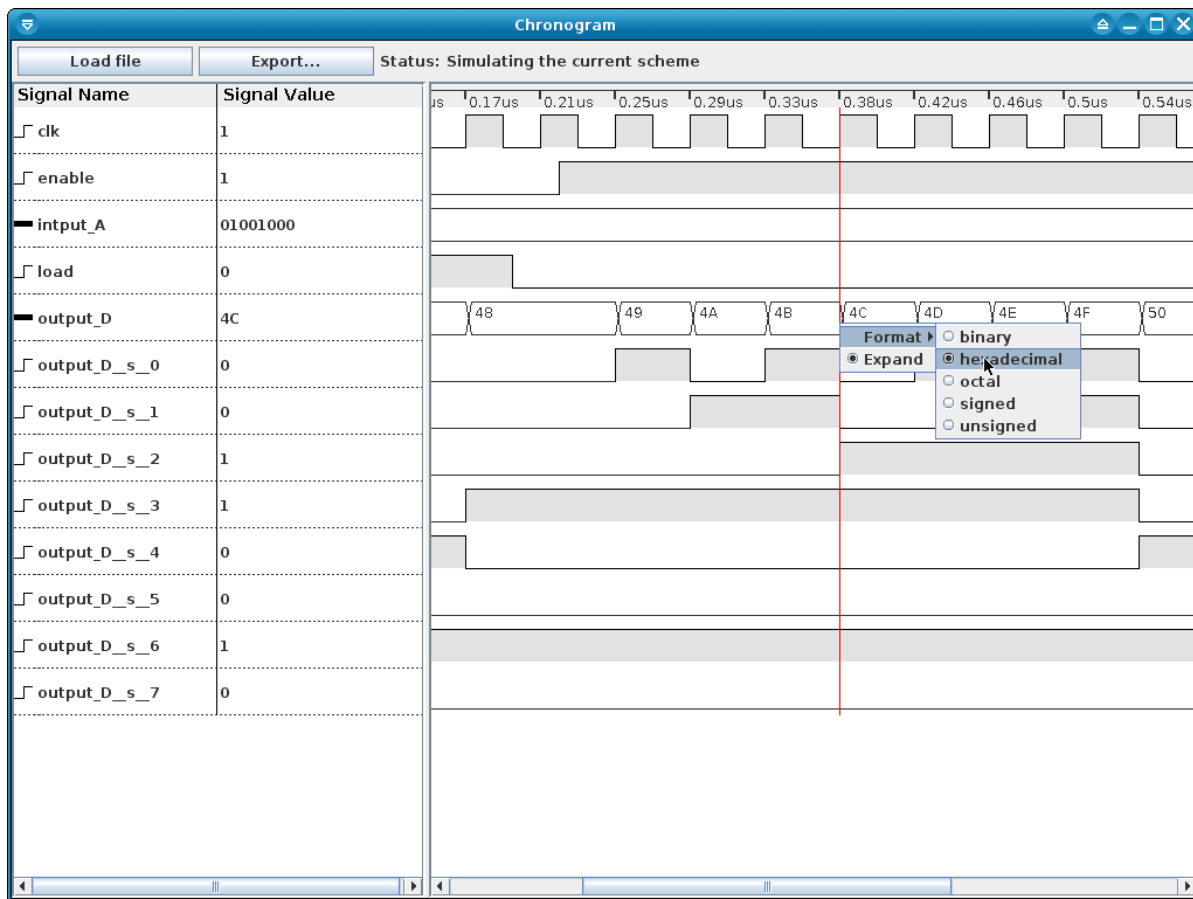 Chronogram
Load file Export... Status: Simulating the current scheme
Signal Name Signal Value
us 0.17us 0.21us 0.25us 0.29us 0.33us 0.38us 0.42us 0.46us 0.5us 0.54us
clk 1
enable 1
intput_A 01001000
load 0
output_D 4C 48 49 4A 4B 4C 4D 4E 4F 50
Format binary
output_D__s__0 0 Expand hexadecimal
octal
output_D__s__1 0 signed
unsigned
output_D__s__2 1
output_D__s__3 1
output_D__s__4 0
output_D__s__5 0
output_D__s__6 1
output_D__s__7 0